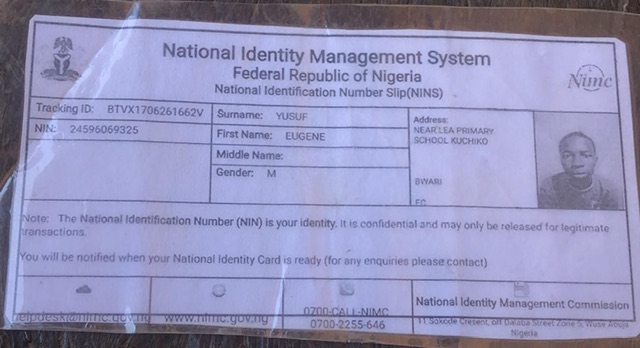 National Identity Management System
Federal Republic of Nigeria
National Identification Number Slip(NINS)
Nimc
Tracking ID: BTVX1706261662V
NIN: 24596069325
Surname: YUSUF
First Name: EUGENE
Middle Name:
Gender: M
Address:
NEAR LEA PRIMARY
SCHOOL KUCHIKO
BWARI
FC
Note: The National Identification Number (NIN) is your identity. It is confidential and may only be released for legitimate
transactions.
You will be notified when your National Identity Card is ready (for any enquiries please contact)
helpdesk@nimc.gov.ng
www.nimc.gov.ng
0700-CALL-NIMC
0700-2255-646
National Identity Management Commission
11 Sokode Cresent, off Dalaba Street Zone 5, Wuse Abuja
Nigeria